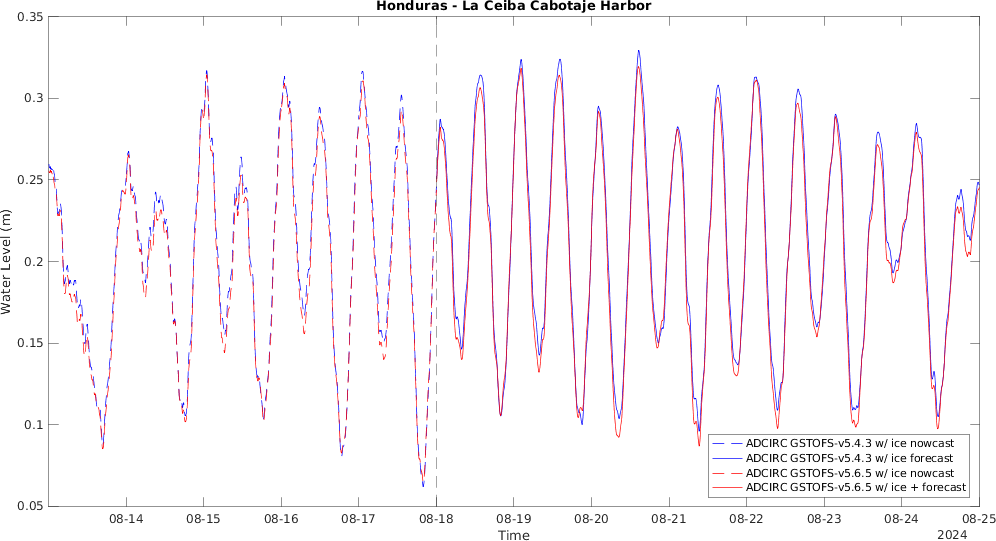 Honduras - La Ceiba Cabotaje Harbor
0.35
0.3
0.25
0.2
0.15
0.1
0.05
Water Level (m)
ADCIRC GSTOFS-v5.4.3 w/ ice nowcast
ADCIRC GSTOFS-v5.4.3 w/ ice forecast
ADCIRC GSTOFS-v5.6.5 w/ ice nowcast
ADCIRC GSTOFS-v5.6.5 w/ ice + forecast
08-14 08-15 08-16 08-17 08-18 08-19 08-20 08-21 08-22 08-23 08-24 08-25
Time
2024